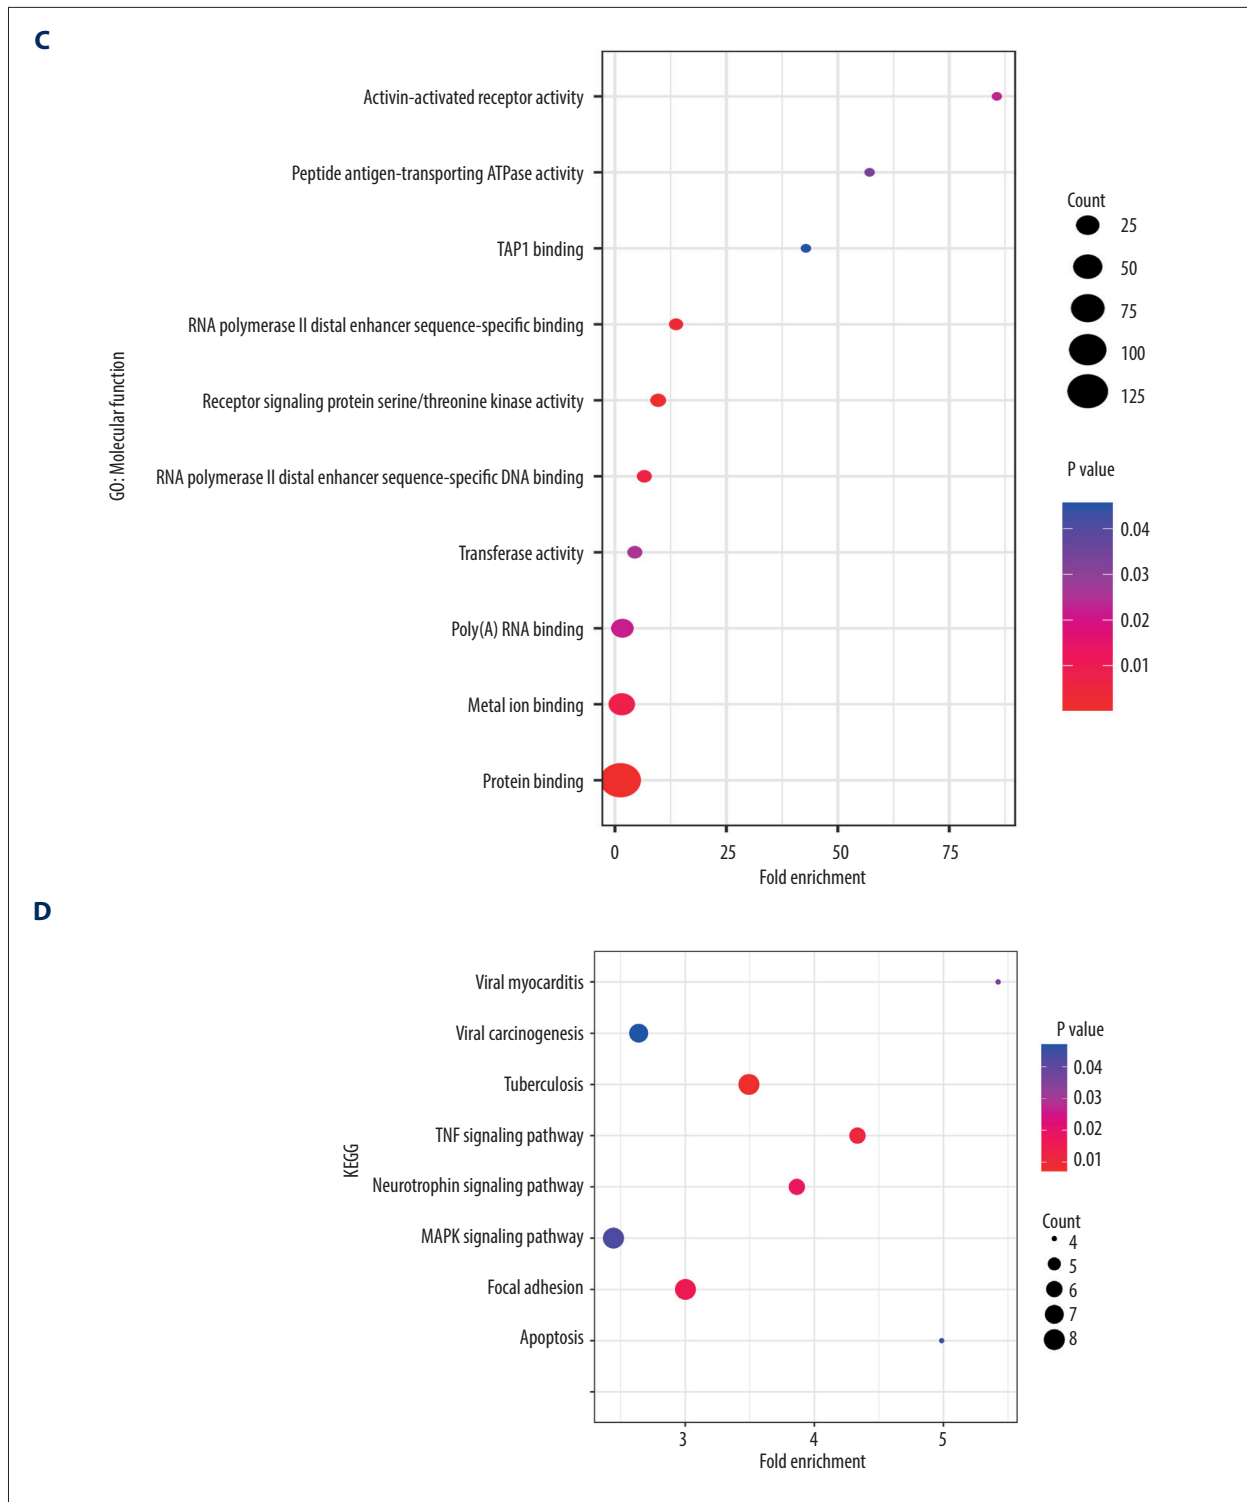 C
Activin-activated receptor activity
Peptide antigen-transporting ATPase activity
TAP1 binding
RNA polymerase II distal enhancer sequence-specific binding
Receptor signaling protein serine/threonine kinase activity
RNA polymerase II distal enhancer sequence-specific DNA binding
Transferase activity
Poly(A) RNA binding
Metal ion binding
Protein binding
GO: Molecular function
0 25 50 75
Fold enrichment
Count
25
50
75
100
125
P value
0.04
0.03
0.02
0.01
D
Viral myocarditis
Viral carcinogenesis
Tuberculosis
TNF signaling pathway
Neurotrophin signaling pathway
MAPK signaling pathway
Focal adhesion
Apoptosis
KEGG
3 4 5
Fold enrichment
P value
0.04
0.03
0.02
0.01
Count
4
5
6
7
8